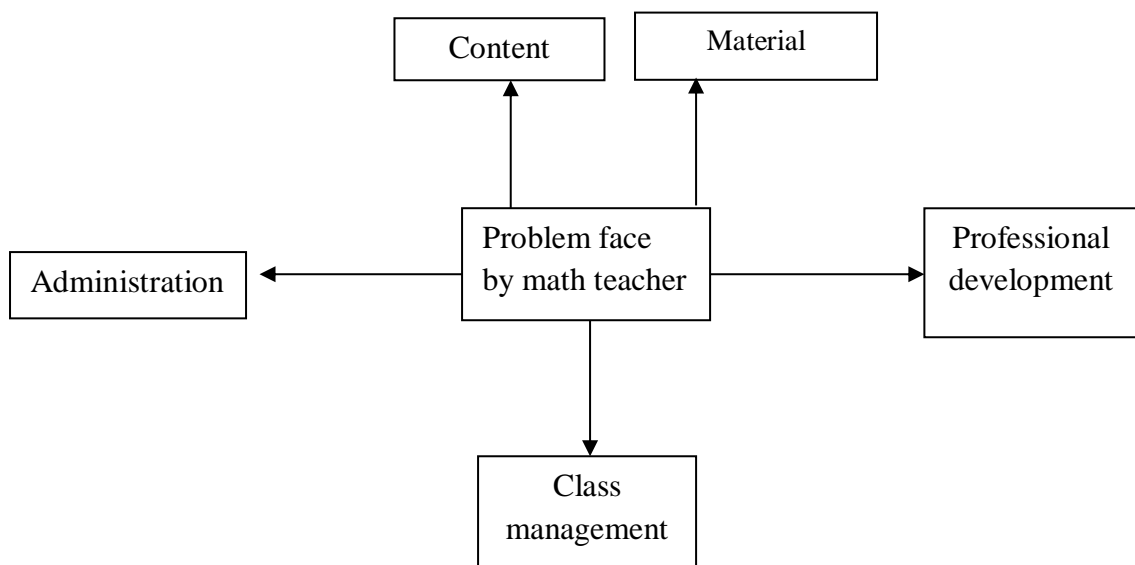 Content
Material
Problem face
by math teacher
Professional
development
Administration
Class
management